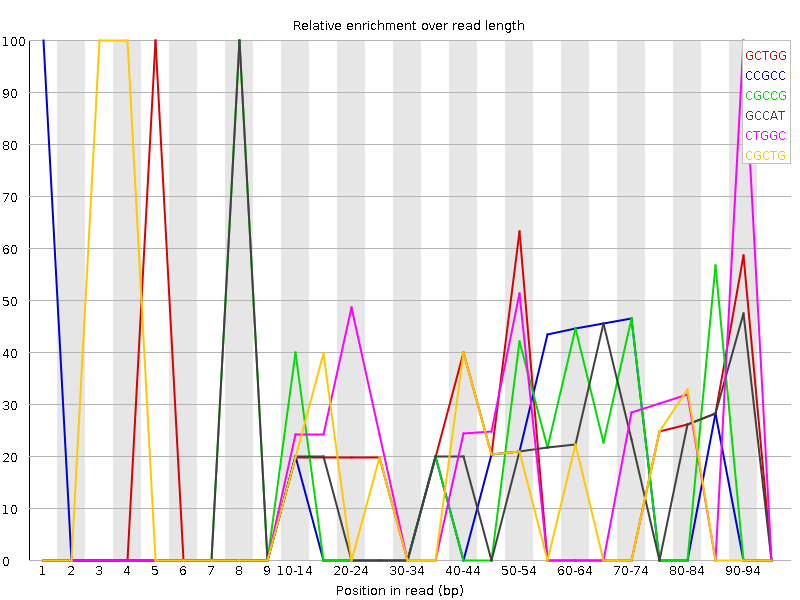 Relative enrichment over read length
100
90
80
70
60
50
40
30
20
10
0
GCTGG
CCGCC
CGCCG
GCCAT
CTGGC
CGCTG
1 2 3 4 5 6 7 8 9 10-14 20-24 30-34 40-44 50-54 60-64 70-74 80-84 90-94
Position in read (bp)